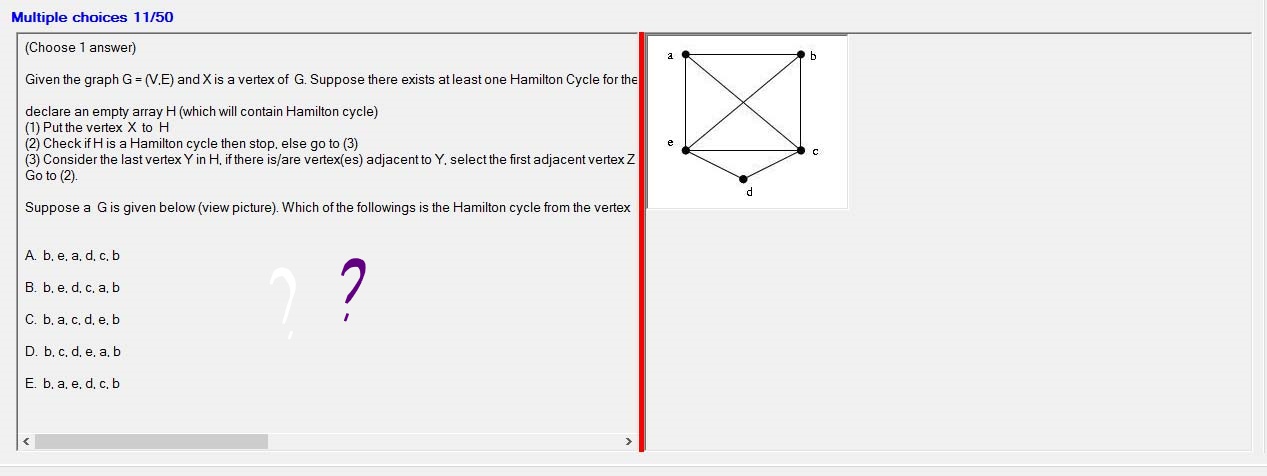 Multiple choices 11/50
(Choose 1 answer)
Given the graph G = (V,E) and X is a vertex of G. Suppose there exists at least one Hamilton Cycle for the
declare an empty array H (which will contain Hamilton cycle)
(1) Put the vertex X to H
(2) Check if H is a Hamilton cycle then stop, else go to (3)
(3) Consider the last vertex Y in H, if there is/are vertex(es) adjacent to Y, select the first adjacent vertex Z
Go to (2).
Suppose a G is given below (view picture). Which of the followings is the Hamilton cycle from the vertex
A. b, e, a, d, c, b
B. b, e, d, c, a, b
C. b, a, c, d, e, b
D. b, c, d, e, a, b
E. b, a, e, d, c, b
? ?
a b
e c
d